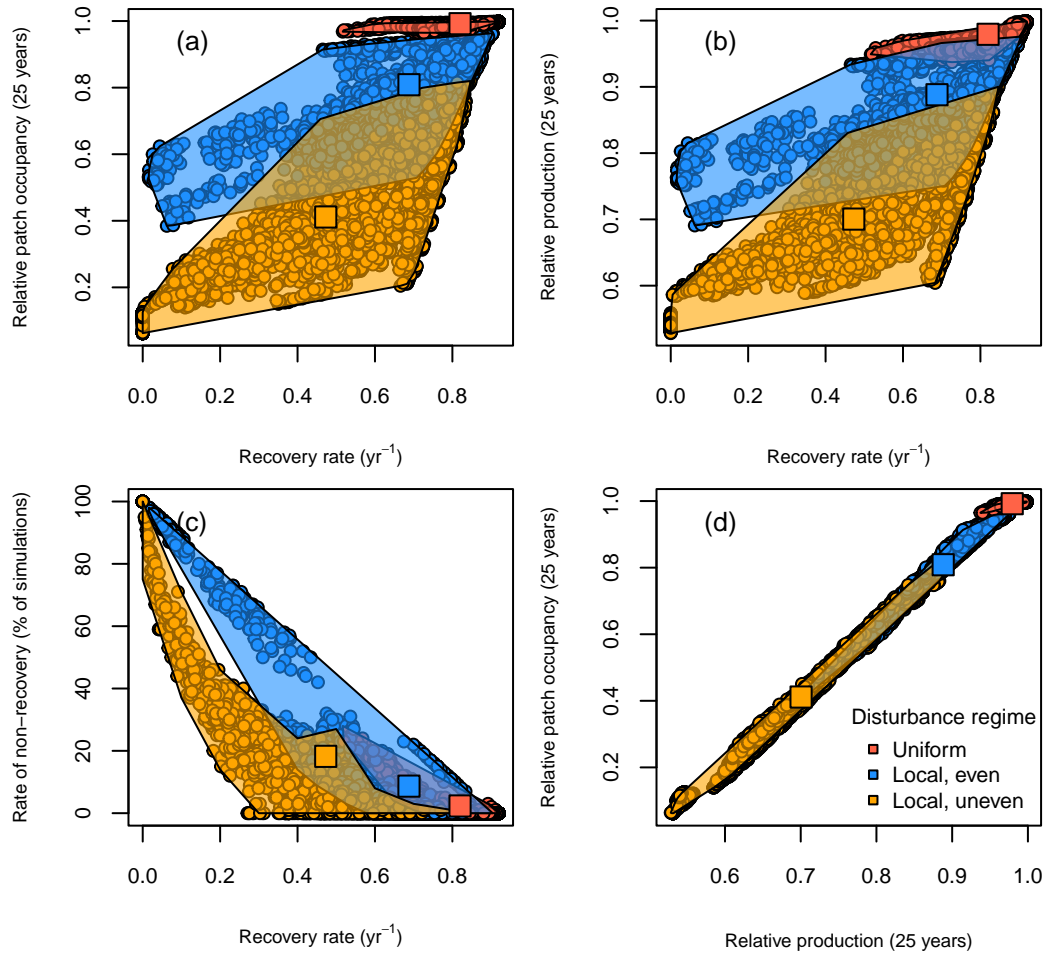 (a)
Relative patch occupancy (25 years)
0.2 0.4 0.6 0.8 1.0
0.0 0.2 0.4 0.6 0.8
Recovery rate (yr⁻¹)
(b)
Relative production (25 years)
0.6 0.7 0.8 0.9 1.0
0.0 0.2 0.4 0.6 0.8
Recovery rate (yr⁻¹)
(c)
Rate of non−recovery (% of simulations)
0 20 40 60 80 100
0.0 0.2 0.4 0.6 0.8
Recovery rate (yr⁻¹)
(d)
Relative patch occupancy (25 years)
0.2 0.4 0.6 0.8 1.0
Disturbance regime
Uniform
Local, even
Local, uneven
0.6 0.7 0.8 0.9 1.0
Relative production (25 years)